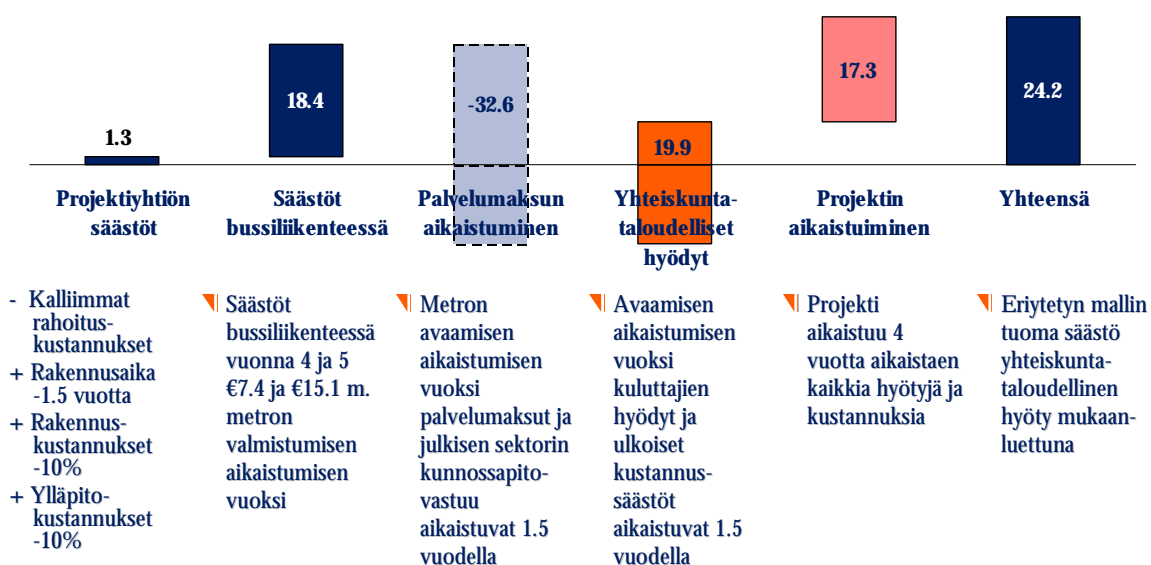 1.3
18.4
-32.6
19.9
17.3
24.2
Projektiyhtiön
säästöt
Säästöt
bussiliikenteessä
Palvelumaksun
aikaistuminen
Yhteiskunta-
taloudelliset
hyödyt
Projektin
aikaistuiminen
Yhteensä
- Kalliimmat
rahoitus-
kustannukset
+ Rakennusaika
-1.5 vuotta
+ Rakennus-
kustannukset
-10%
+ Ylläpito-
kustannukset
-10%
Säästöt
bussiliikenteessä
vuonna 4 ja 5
€7.4 ja €15.1 m.
metron
valmistumisen
aikaistumisen
vuoksi
Metron
avaamisen
aikaistumisen
vuoksi
palvelumaksut ja
julkisen sektorin
kunnossapito-
vastuu
aikaistuvat 1.5
vuodella
Avaamisen
aikaistumisen
vuoksi
kuluttajien
hyödyt ja
ulkoiset
kustannus-
säästöt
aikaistuvat 1.5
vuodella
Projekti
aikaistuu 4
vuotta aikaistaen
kaikkia hyötyjä ja
kustannuksia
Eriytetyn mallin
tuoma säästö
yhteiskunta-
taloudellinen
hyöty mukaan-
luettuna